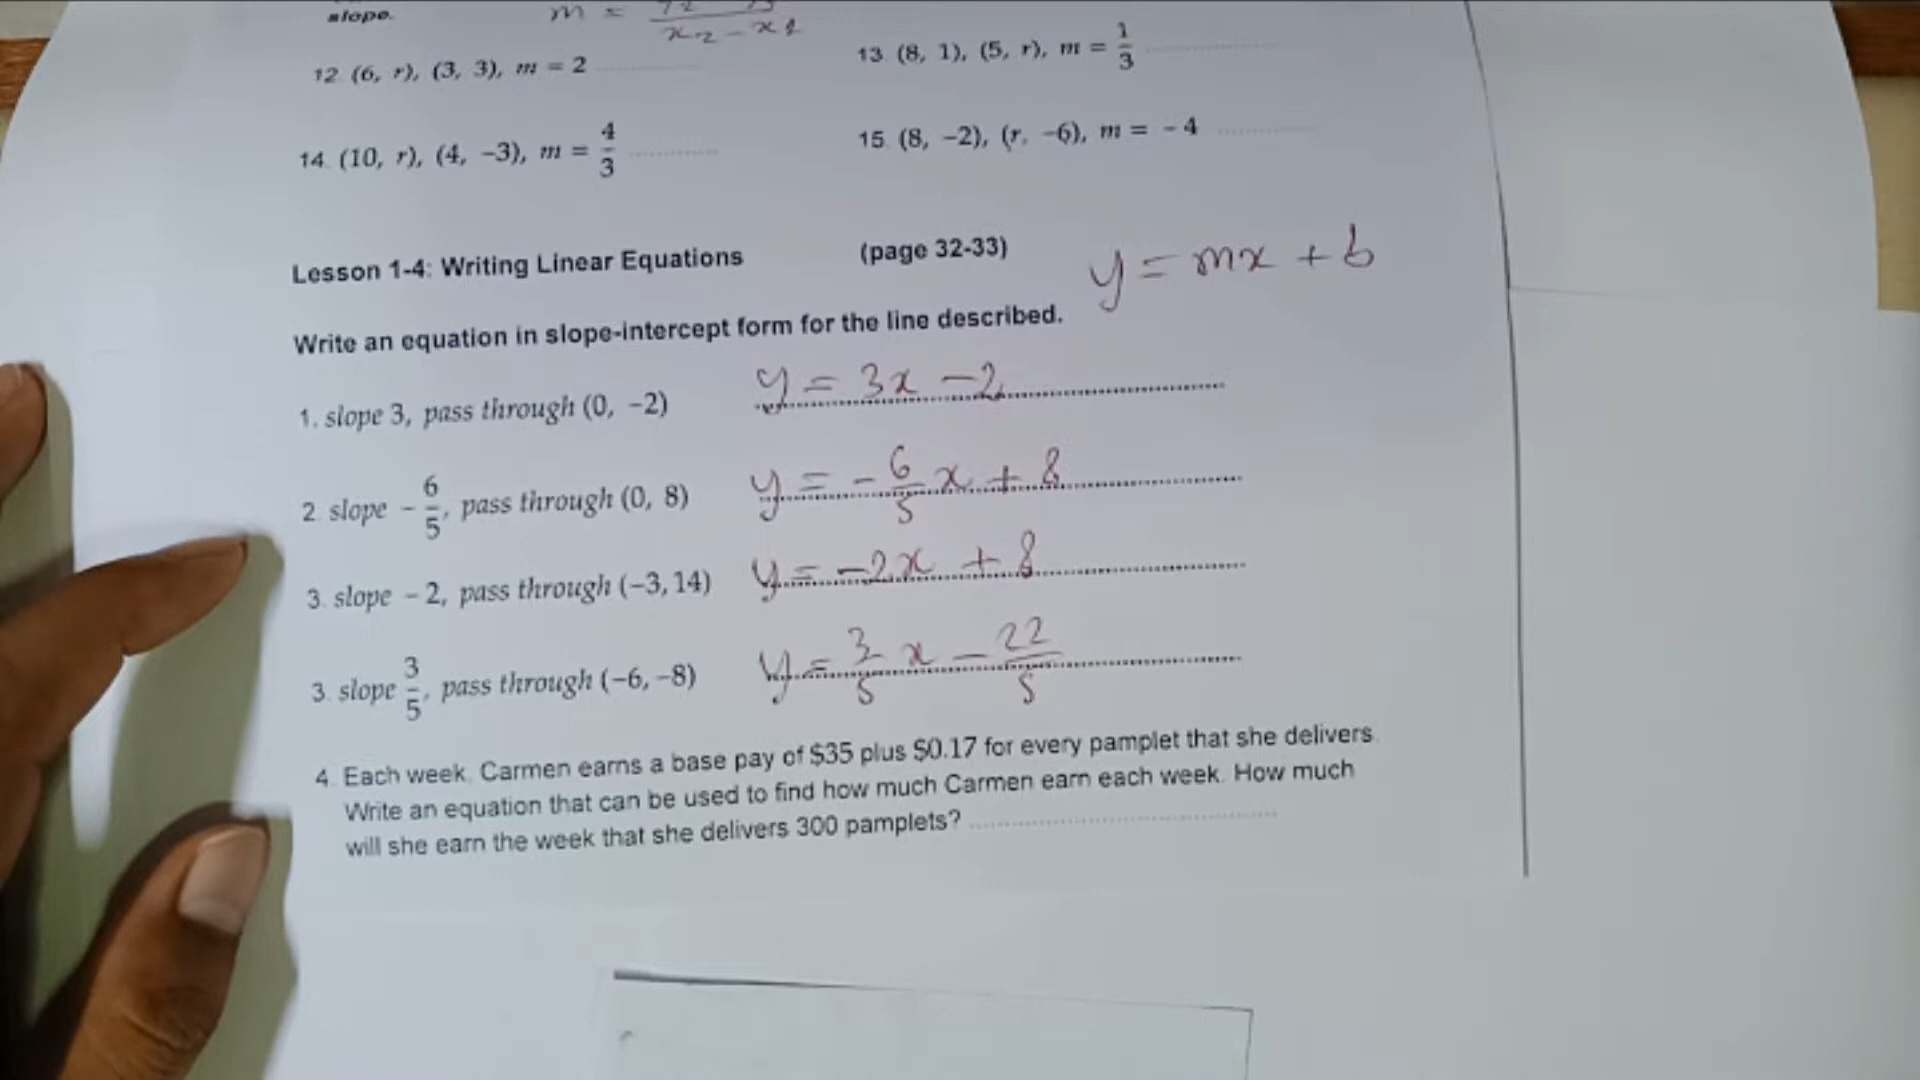 slope.
m =
x2 - x1
12. (6, r), (3, 3), m = 2
13. (8, 1), (5, r), m = 1/3
14. (10, r), (4, -3), m = 4/3
15. (8, -2), (r, -6), m = - 4
Lesson 1-4: Writing Linear Equations (page 32-33)
y = mx + b
Write an equation in slope-intercept form for the line described.
1. slope 3, pass through (0, -2) y = 3x - 2
2. slope - 6/5, pass through (0, 8) y = - 6/5 x + 8
3. slope - 2, pass through (-3, 14) y = -2x + 8
3. slope 3/5, pass through (-6, -8) y = 3/5 x - 22/5
4. Each week, Carmen earns a base pay of $35 plus $0.17 for every pamplet that she delivers.
Write an equation that can be used to find how much Carmen earn each week. How much
will she earn the week that she delivers 300 pamplets?